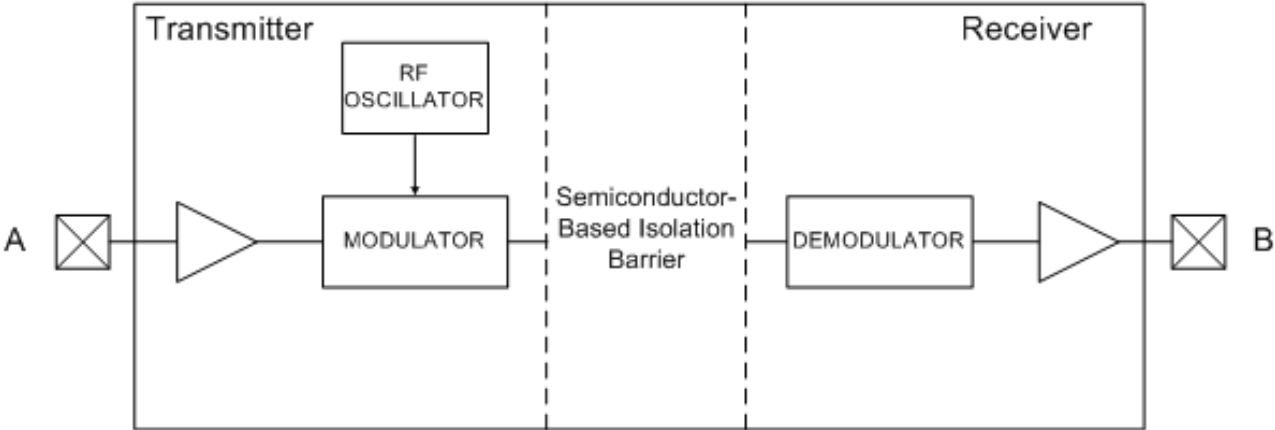 Transmitter
Receiver
RF
OSCILLATOR
A
MODULATOR
Semiconductor-
Based Isolation
Barrier
DEMODULATOR
B